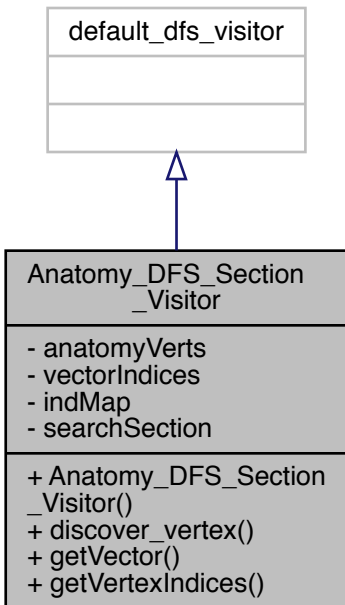 default_dfs_visitor
Anatomy_DFS_Section
_Visitor
- anatomyVerts
- vectorIndices
- indMap
- searchSection
+ Anatomy_DFS_Section
_Visitor()
+ discover_vertex()
+ getVector()
+ getVertexIndices()